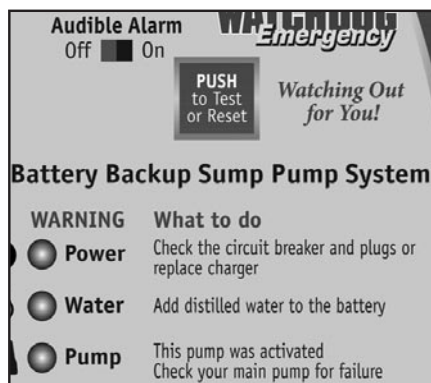 Audible Alarm
Off On
WATCHDOG
Emergency
PUSH
to Test
or Reset
Watching Out
for You!
Battery Backup Sump Pump System
WARNING What to do
Power Check the circuit breaker and plugs or
replace charger
Water Add distilled water to the battery
Pump This pump was activated
Check your main pump for failure